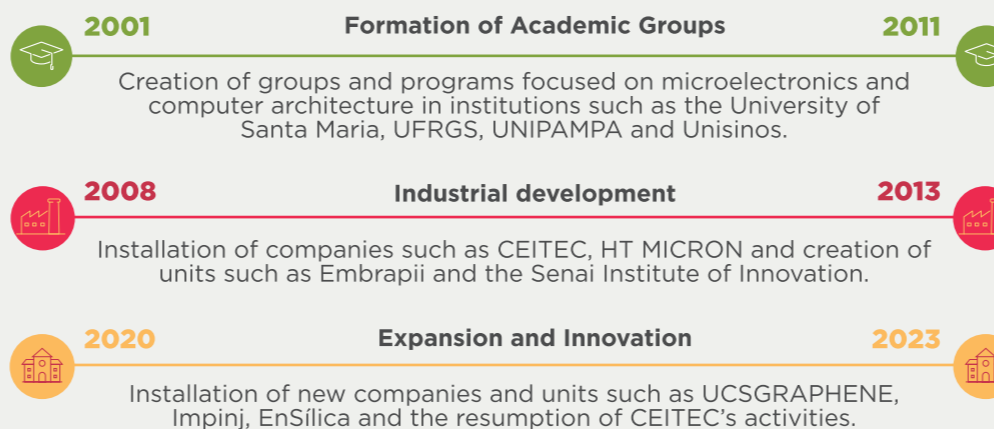 2001 Formation of Academic Groups 2011
Creation of groups and programs focused on microelectronics and
computer architecture in institutions such as the University of
Santa Maria, UFRGS, UNIPAMPA and Unisinos.
2008 Industrial development 2013
Installation of companies such as CEITEC, HT MICRON and creation of
units such as Embrapii and the Senai Institute of Innovation.
2020 Expansion and Innovation 2023
Installation of new companies and units such as UCSGRAPHENE,
Impinj, EnSílica and the resumption of CEITEC’s activities.